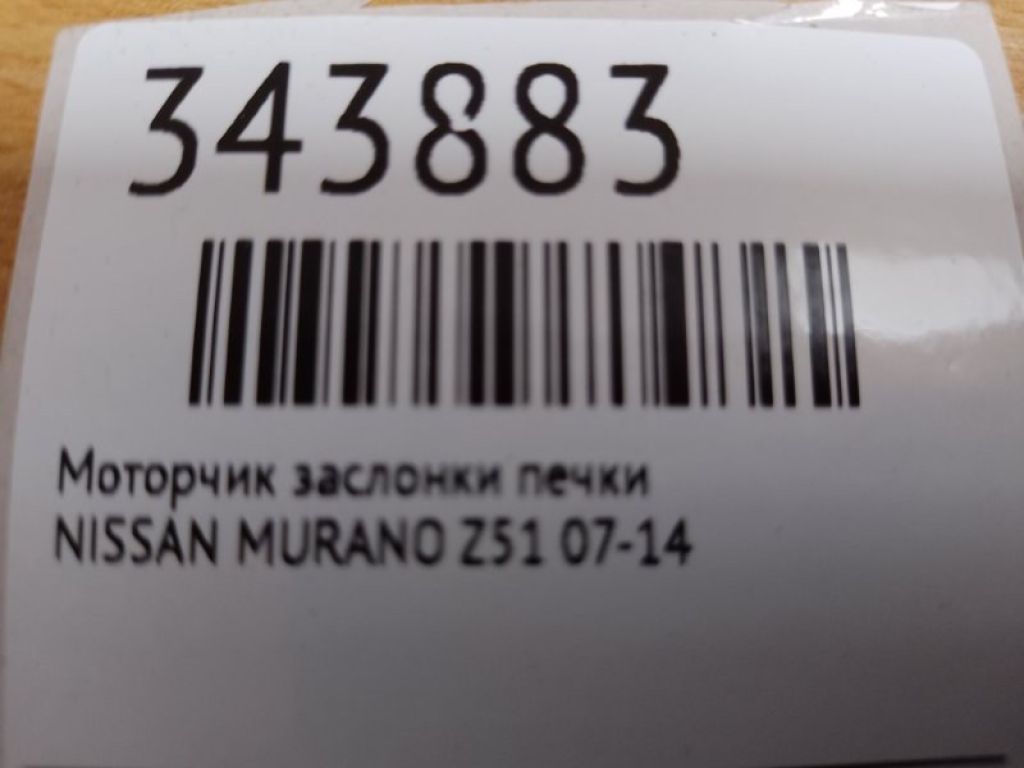 343883
Моторчик заслонки печки
NISSAN MURANO Z51 07-14